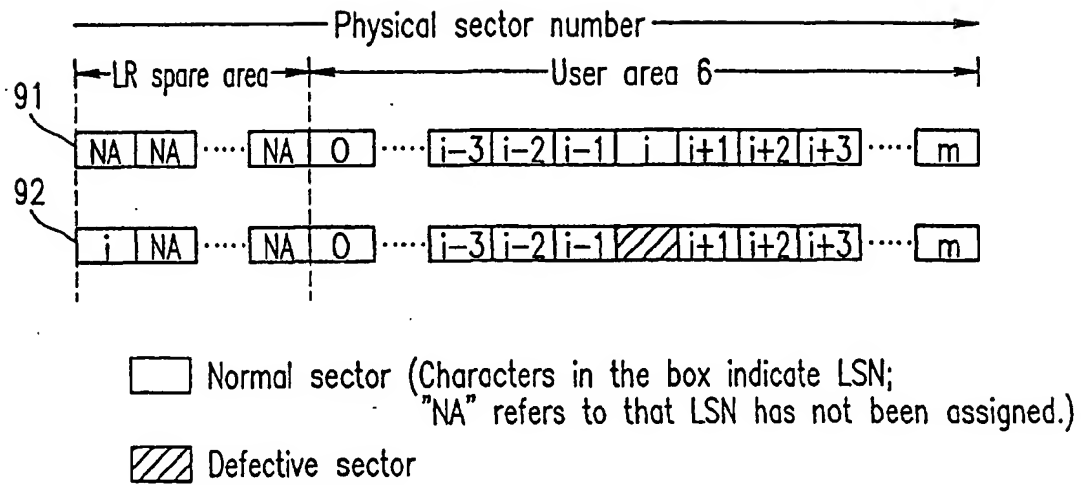 Physical sector number
LR spare area User area 6
91
NA NA ..... NA 0 ..... i-3 i-2 i-1 i i+1 i+2 i+3 ..... m
92
i NA ..... NA 0 ..... i-3 i-2 i-1 i+1 i+2 i+3 ..... m
Normal sector (Characters in the box indicate LSN;
"NA" refers to that LSN has not been assigned.)
Defective sector